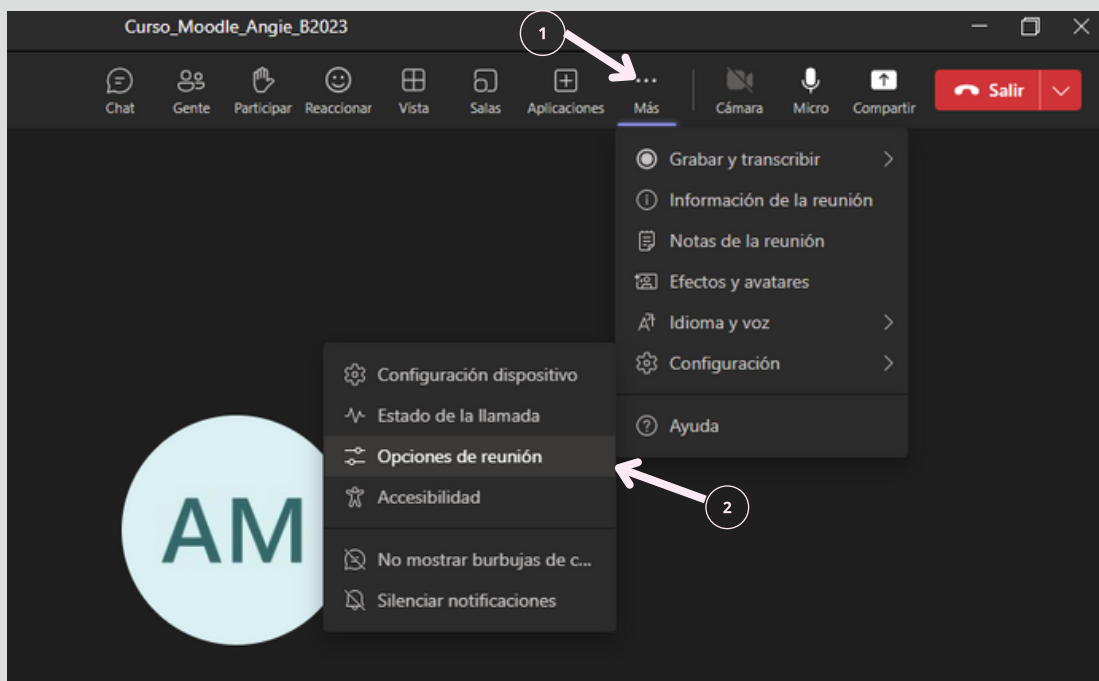 Curso_Moodle_Angie_B2023
1
Chat Gente Participar Reaccionar Vista Salas Aplicaciones Más Cámara Micro Compartir Salir
Grabar y transcribir
Información de la reunión
Notas de la reunión
Efectos y avatares
Idioma y voz
Configuración
Ayuda
Configuración dispositivo
Estado de la llamada
Opciones de reunión
Accesibilidad
No mostrar burbujas de c...
Silenciar notificaciones
2
AM